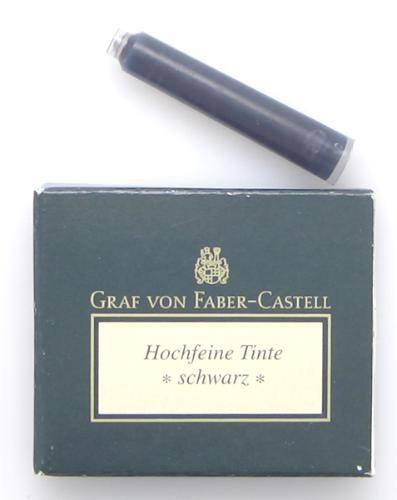 GRAF VON FABER-CASTELL
Hochfeine Tinte
* schwarz *